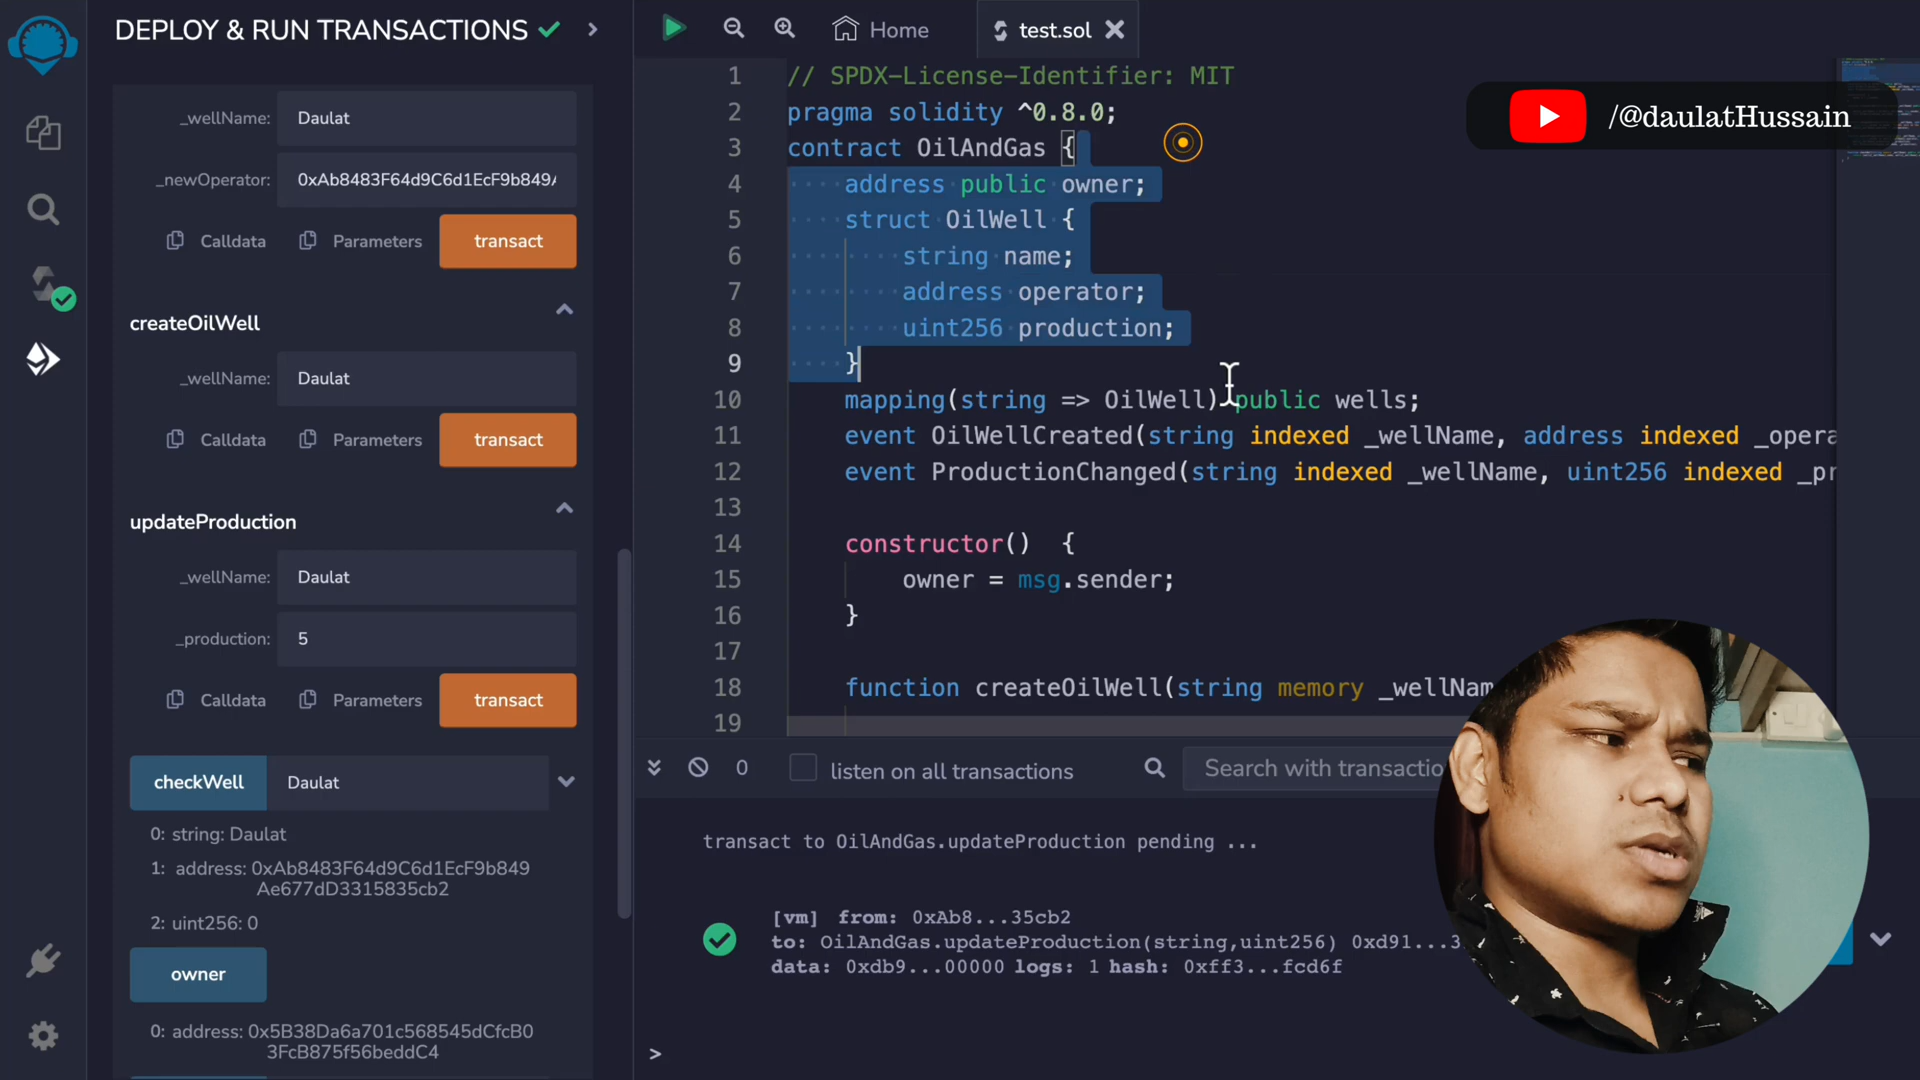 DEPLOY & RUN TRANSACTIONS
_wellName: Daulat
_newOperator: 0xAb8483F64d9C6d1EcF9b849A
Calldata Parameters transact
createOilWell
_wellName: Daulat
Calldata Parameters transact
updateProduction
_wellName: Daulat
_production: 5
Calldata Parameters transact
checkWell Daulat
0: string: Daulat
1: address: 0xAb8483F64d9C6d1EcF9b849
Ae677dD3315835cb2
2: uint256: 0
owner
0: address: 0x5B38Da6a701c568545dCfcB0
3FcB875f56beddC4
Home test.sol
/@daulatHussain
1 // SPDX-License-Identifier: MIT
2 pragma solidity ^0.8.0;
3 contract OilAndGas {
4 address public owner;
5 struct OilWell {
6 string name;
7 address operator;
8 uint256 production;
9 }
10 mapping(string => OilWell) public wells;
11 event OilWellCreated(string indexed _wellName, address indexed _opera
12 event ProductionChanged(string indexed _wellName, uint256 indexed _pr
13
14 constructor() {
15 owner = msg.sender;
16 }
17
18 function createOilWell(string memory _wellNam
19
0 listen on all transactions Search with transactio
transact to OilAndGas.updateProduction pending ...
[vm] from: 0xAb8...35cb2
to: OilAndGas.updateProduction(string,uint256) 0xd91...3
data: 0xdb9...00000 logs: 1 hash: 0xff3...fcd6f
>